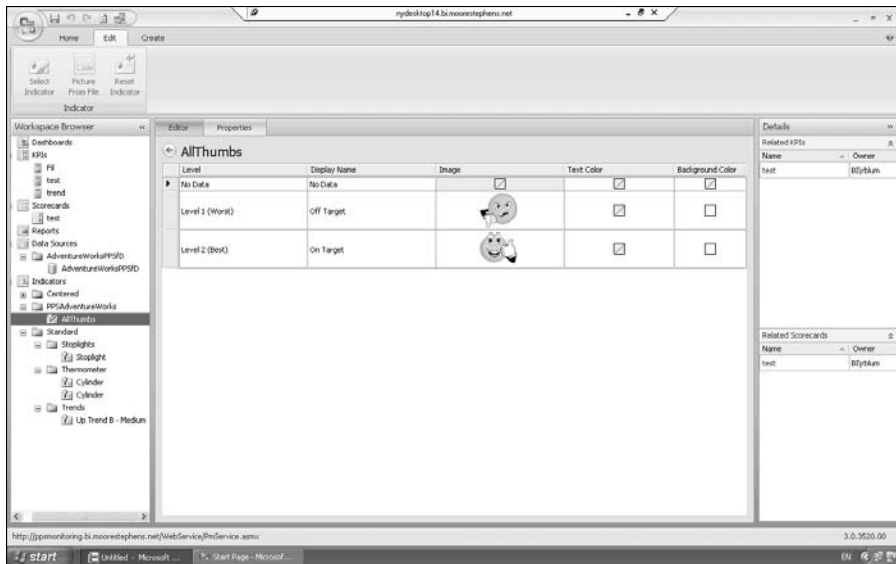 nydesktop14.bi.moorestephens.net
Home Edit Create
Select Indicator
Picture From File
Reset Indicator
Indicator
Workspace Browser
Dashboards
KPIs
Fil
test
trend
Scorecards
test
Reports
Data Sources
AdventureWorksPPSfD
AdventureWorksPPSfD
Indicators
Centered
PPSAdventureWorks
AllThumbs
Standard
Stoplights
Stoplight
Thermometer
Cylinder
Cylinder
Trends
Up Trend B - Medium
Editor Properties
AllThumbs
Level Display Name Image Text Color Background Color
No Data No Data
Level 1 (Worst) Off Target
Level 2 (Best) On Target
Details
Related KPIs
Name Owner
test
Related Scorecards
Name Owner
test
http://ppsmonitoring.bi.moorestephens.net/WebService/PmService.asmx
3.0.3520.00
start
Untitled - Microsoft ...
Start Page - Microsof...
EN